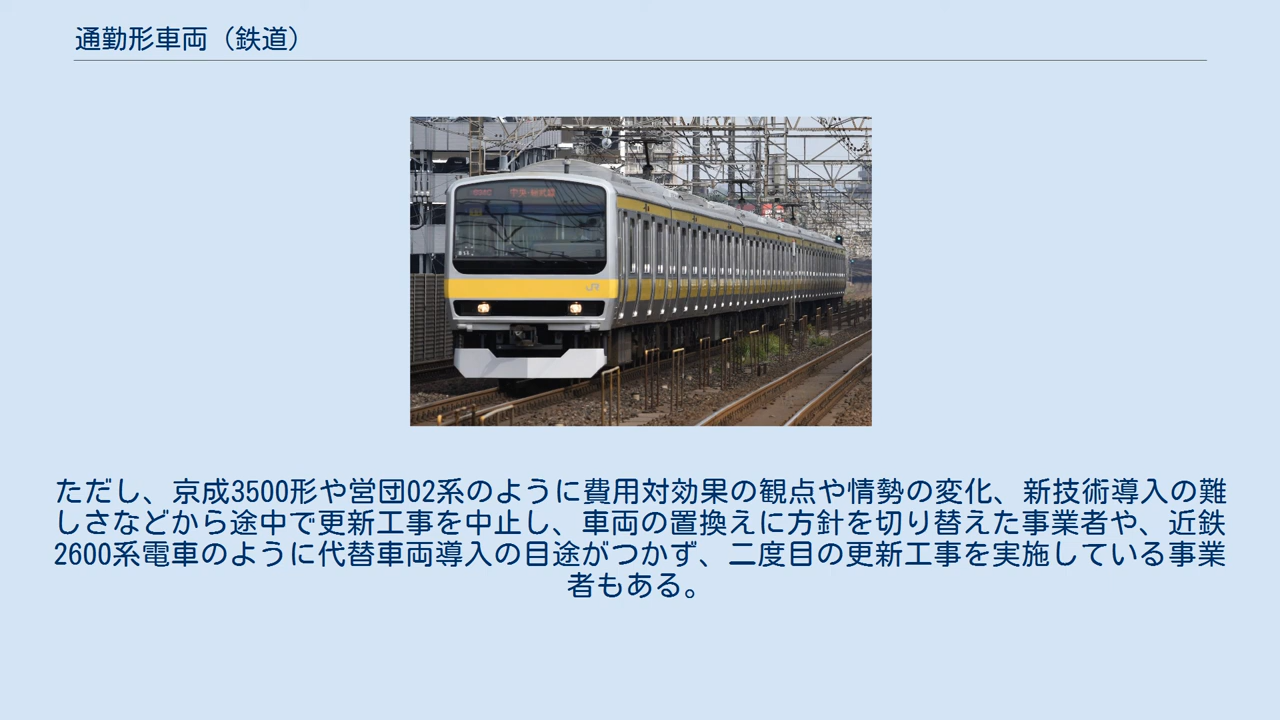 通勤形車両（鉄道）
JR
ただし、京成3500形や営団02系のように費用対効果の観点や情勢の変化、新技術導入の難
しさなどから途中で更新工事を中止し、車両の置換えに方針を切り替えた事業者や、近鉄
2600系電車のように代替車両導入の目途がつかず、二度目の更新工事を実施している事業
者もある。